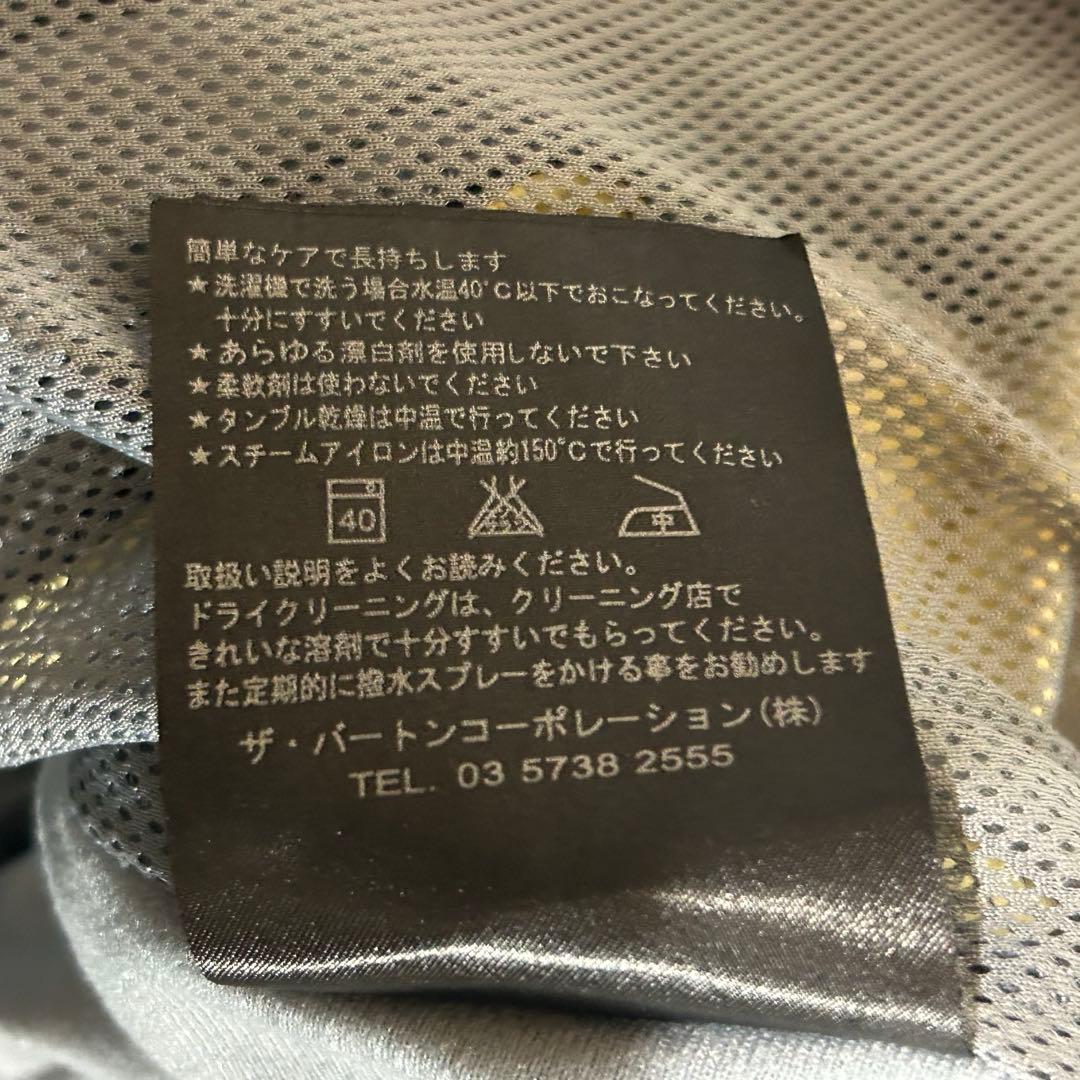 簡単なケアで長持ちします
★洗濯機で洗う場合水温40°C以下でおこなってください。
十分にすすいでください
★あらゆる漂白剤を使用しないで下さい
★柔軟剤は使わないでください
★タンブル乾燥は中温で行ってください
★スチームアイロンは中温約150°Cで行ってください
40 中
取扱い説明をよくお読みください。
ドライクリーニングは、クリーニング店で
きれいな溶剤で十分すすいでもらってください。
また定期的に撥水スプレーをかける事をお勧めします
ザ・バートンコーポレーション(株)
TEL. 03 5738 2555